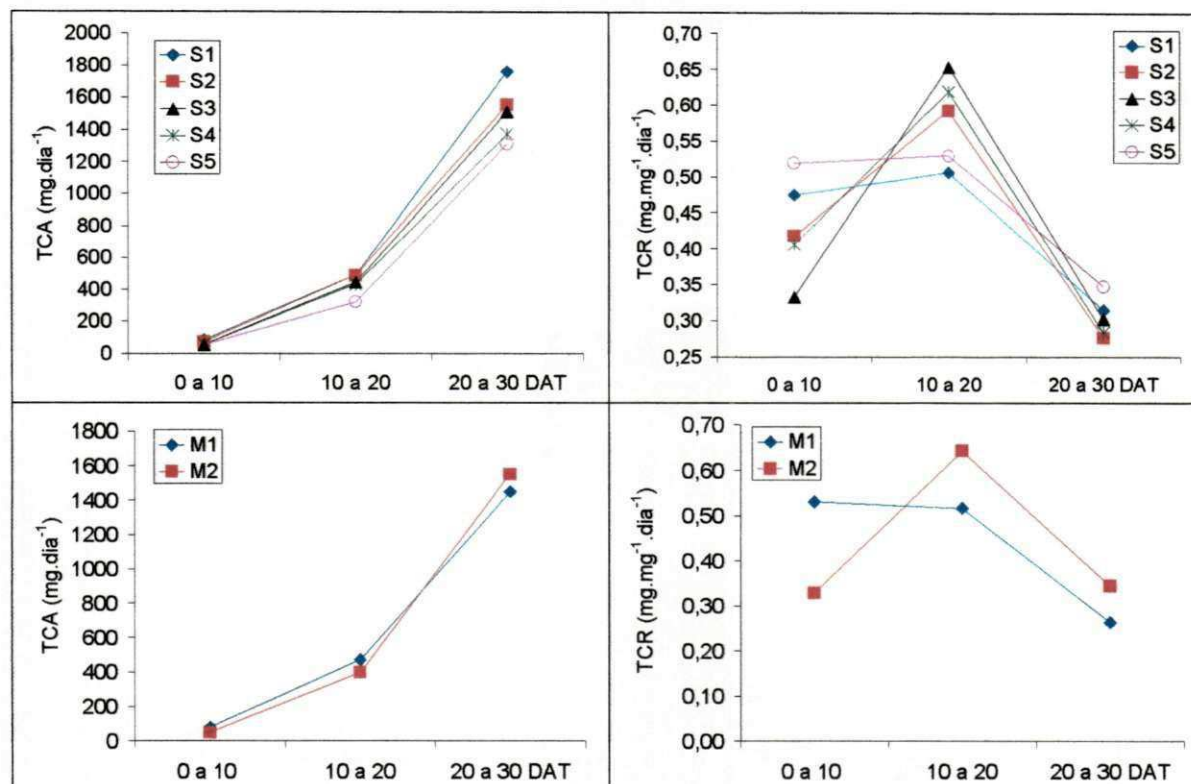 TCA (mg.dia⁻¹)
2000
1800
1600
1400
1200
1000
800
600
400
200
0
S1
S2
S3
S4
S5
0 a 10
10 a 20
20 a 30 DAT
TCR (mg.mg⁻¹.dia⁻¹)
0,70
0,65
0,60
0,55
0,50
0,45
0,40
0,35
0,30
0,25
S1
S2
S3
S4
S5
0 a 10
10 a 20
20 a 30 DAT
TCA (mg.dia⁻¹)
1800
1600
1400
1200
1000
800
600
400
200
0
M1
M2
0 a 10
10 a 20
20 a 30 DAT
TCR (mg.mg⁻¹.dia⁻¹)
0,70
0,60
0,50
0,40
0,30
0,20
0,10
0,00
M1
M2
0 a 10
10 a 20
20 a 30 DAT